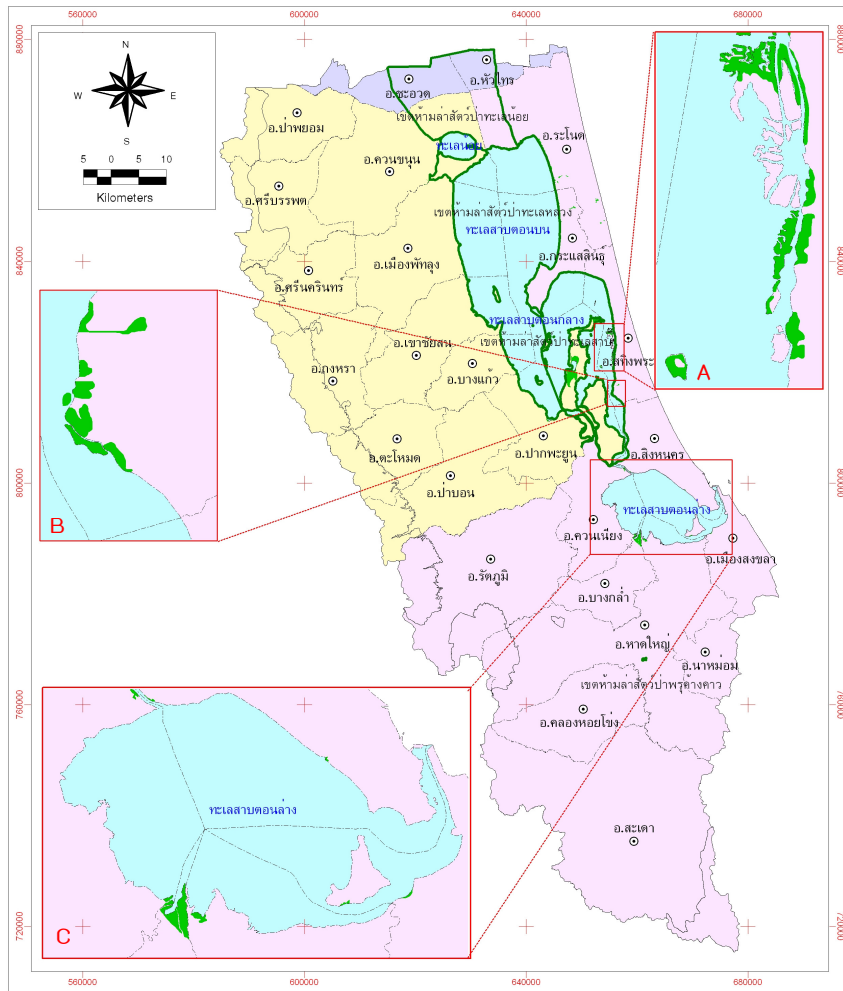 560000 600000 640000 680000
880000 880000
N
W E
S
5 0 5 10
Kilometers
อ.หัวไทร
อ.ชะอวด
เขตห้ามล่าสัตว์ป่าทะเลน้อย
อ.ป่าพยอม
อ.ระโนด
ทะเลน้อย
อ.ควนขนุน
อ.ศรีบรรพต
เขตห้ามล่าสัตว์ป่าทะเลหลวง
ทะเลสาบตอนบน
อ.เมืองพัทลุง
อ.กระแสสินธุ์
840000 840000
อ.ศรีนครินทร์
ทะเลสาบตอนกลาง
เขตห้ามล่าสัตว์ป่าทะเลสาบ
อ.เขาชัยสน
อ.สทิงพระ
อ.กงหรา
อ.บางแก้ว
A
อ.ตะโหมด
อ.ปากพะยูน
อ.สิงหนคร
อ.ป่าบอน
B
800000 800000
ทะเลสาบตอนล่าง
อ.ควนเนียง
อ.เมืองสงขลา
อ.รัตภูมิ
อ.บางกล่ำ
อ.หาดใหญ่
อ.นาหม่อม
เขตห้ามล่าสัตว์ป่าพรุค้างคาว
760000 760000
อ.คลองหอยโข่ง
ทะเลสาบตอนล่าง
อ.สะเดา
C
720000 720000
560000 600000 640000 680000